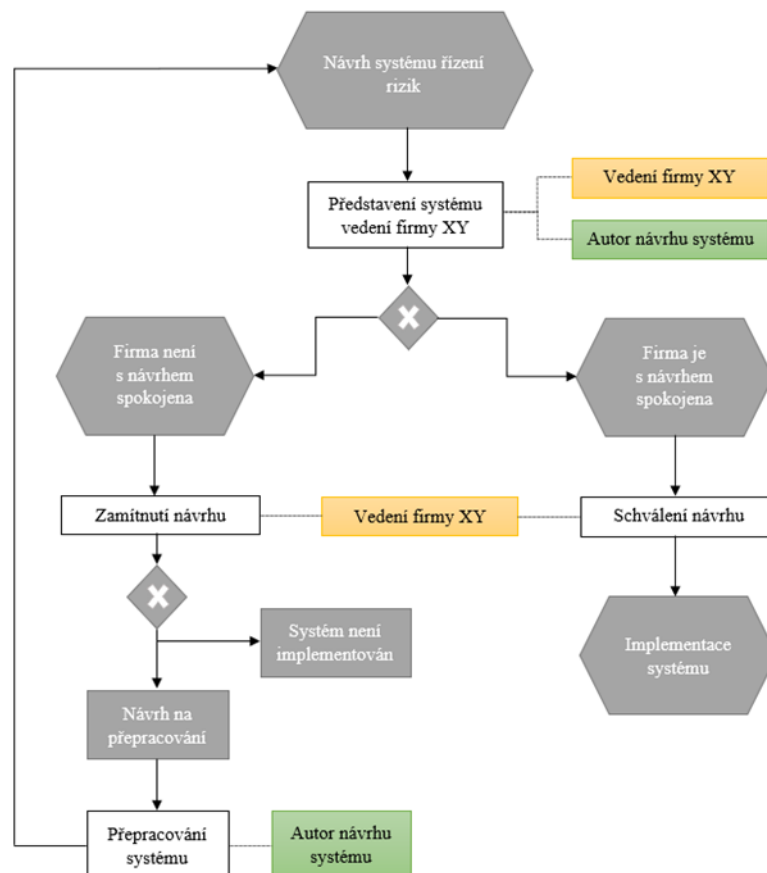 Návrh systému řízení
rizik
Představení systému
vedení firmy XY
Vedení firmy XY
Autor návrhu systému
Firma není
s návrhem
spokojena
Firma je
s návrhem
spokojena
Zamítnutí návrhu
Vedení firmy XY
Schválení návrhu
Systém není
implementován
Implementace
systému
Návrh na
přepracování
Přepracování
systému
Autor návrhu
systému